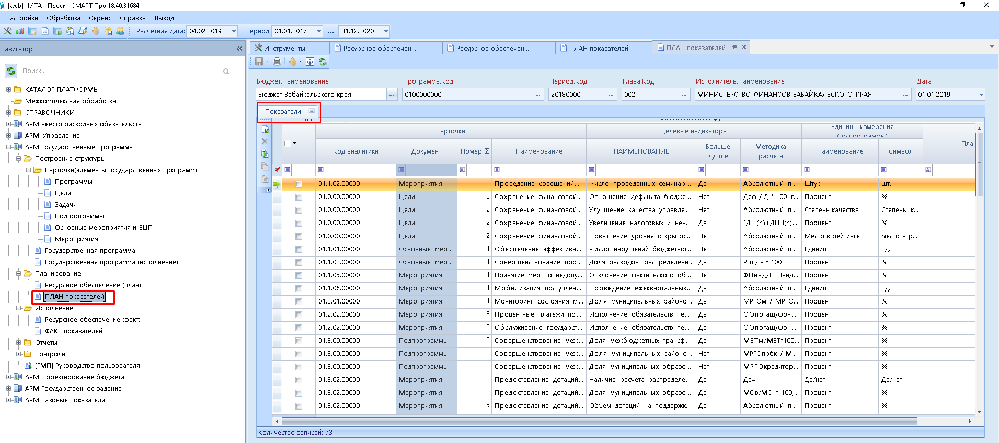 [web] ЧИТА - Проект-СМАРТ Про 18.40.31684
Настройки Обработка Сервис Справка Выход
Расчетная дата: 04.02.2019 Период: 01.01.2017 ... 31.12.2020
Навигатор «
Поиск...
КАТАЛОГ ПЛАТФОРМЫ
Межкомплексная обработка
СПРАВОЧНИКИ
АРМ Реестр расходных обязательств
АРМ. Управление
АРМ Государственные программы
Построение структуры
Карточки(элементы государственных программ)
Программы
Цели
Задачи
Подпрограммы
Основные мероприятия и ВЦП
Мероприятия
Государственная программа
Государственная программа (исполнение)
Планирование
Ресурсное обеспечение (план)
ПЛАН показателей
Исполнение
Ресурсное обеспечение (факт)
ФАКТ показателей
Отчеты
Контроли
[ГМП] Руководство пользователя
АРМ Проектирование бюджета
АРМ Государственное задание
АРМ Базовые показатели
Инструменты Ресурсное обеспечен... Ресурсное обеспечен... ПЛАН показателей ПЛАН показателей
Бюджет.Наименование Программа.Код Период.Код Глава.Код Исполнитель.Наименование Дата
Бюджет Забайкальского края ... 0100000000 ... 20180000 ... 002 ... МИНИСТЕРСТВО ФИНАНСОВ ЗАБАЙКАЛЬСКОГО КРАЯ ... 01.01.2019
Показатели
Карточки Целевые индикаторы Единицы измерения (госпрограммы)
Код аналитики Документ Номер Σ Наименование НАИМЕНОВАНИЕ Больше лучше Методика расчета Наименование Символ План
01.1.02.00000 Мероприятия 2 Проведение совещаний... Число проведенных семинар... Да Абсолютный п... Штук шт.
01.0.00.00000 Цели 2 Сохранение финансовой... Отношение дефицита бюдже... Нет Деф / Д * 100, г... Процент %
01.0.00.00000 Цели 2 Сохранение финансовой... Улучшение качества управле... Нет Абсолютный п... Степень качества Степень к...
01.0.00.00000 Цели 2 Сохранение финансовой... Увеличение налоговых и нен... Да [ДН(n)+ДНН(n)... Процент %
01.0.00.00000 Цели 2 Сохранение финансовой... Повышение уровня открытос... Нет Абсолютный п... Место в рейтинге место в р...
01.1.01.00000 Основные мер... 1 Обеспечение эффективн... Число нарушений бюджетног... Нет Абсолютный п... Единиц Ед.
01.1.02.00000 Основные мер... 1 Совершенствование про... Доля расходов, распределенн... Да Ргп / Р * 100, Процент %
01.1.05.00000 Мероприятия 1 Принятие мер по недопу... Отклонение фактического об... Нет ФПннд/ГБНннд... Процент %
01.1.06.00000 Мероприятия 1 Мобилизация поступлен... Проведение ежеквартальных... Да Абсолютный п... Единиц Ед.
01.2.01.00000 Мероприятия 1 Мониторинг состояния м... Доля муниципальных районо... Да МРГОм / МРГО... Процент %
01.2.02.00000 Мероприятия 3 Процентные платежи по... Исполнение обязательств пе... Да ООпогаш/Оон... Процент %
01.2.02.00000 Мероприятия 2 Обслуживание государст... Исполнение обязательств пе... Да ООпогаш/Оон... Процент %
01.3.00.00000 Подпрограммы 2 Совершенствование меж... Доля межбюджетных трансф... Да МБТм/МБТ*100... Процент %
01.3.00.00000 Подпрограммы 2 Совершенствование меж... Доля муниципальных районо... Нет МРГОпрбк / М... Процент %
01.3.00.00000 Подпрограммы 2 Совершенствование меж... Доля муниципальных образо... Нет МРГОкредитор... Процент %
01.3.02.00000 Мероприятия 2 Предоставление дотаций... Наличие расчета распределе... Да Да=1 Да/нет Да/нет
01.3.02.00000 Мероприятия 3 Предоставление дотаций... Доля муниципальных образо... Да МОв/МО * 100,... Процент %
01.3.02.00000 Мероприятия 5 Предоставление дотаций... Объем дотаций на поддержк... Да Абсолютный п... Процент %
Количество записей: 73